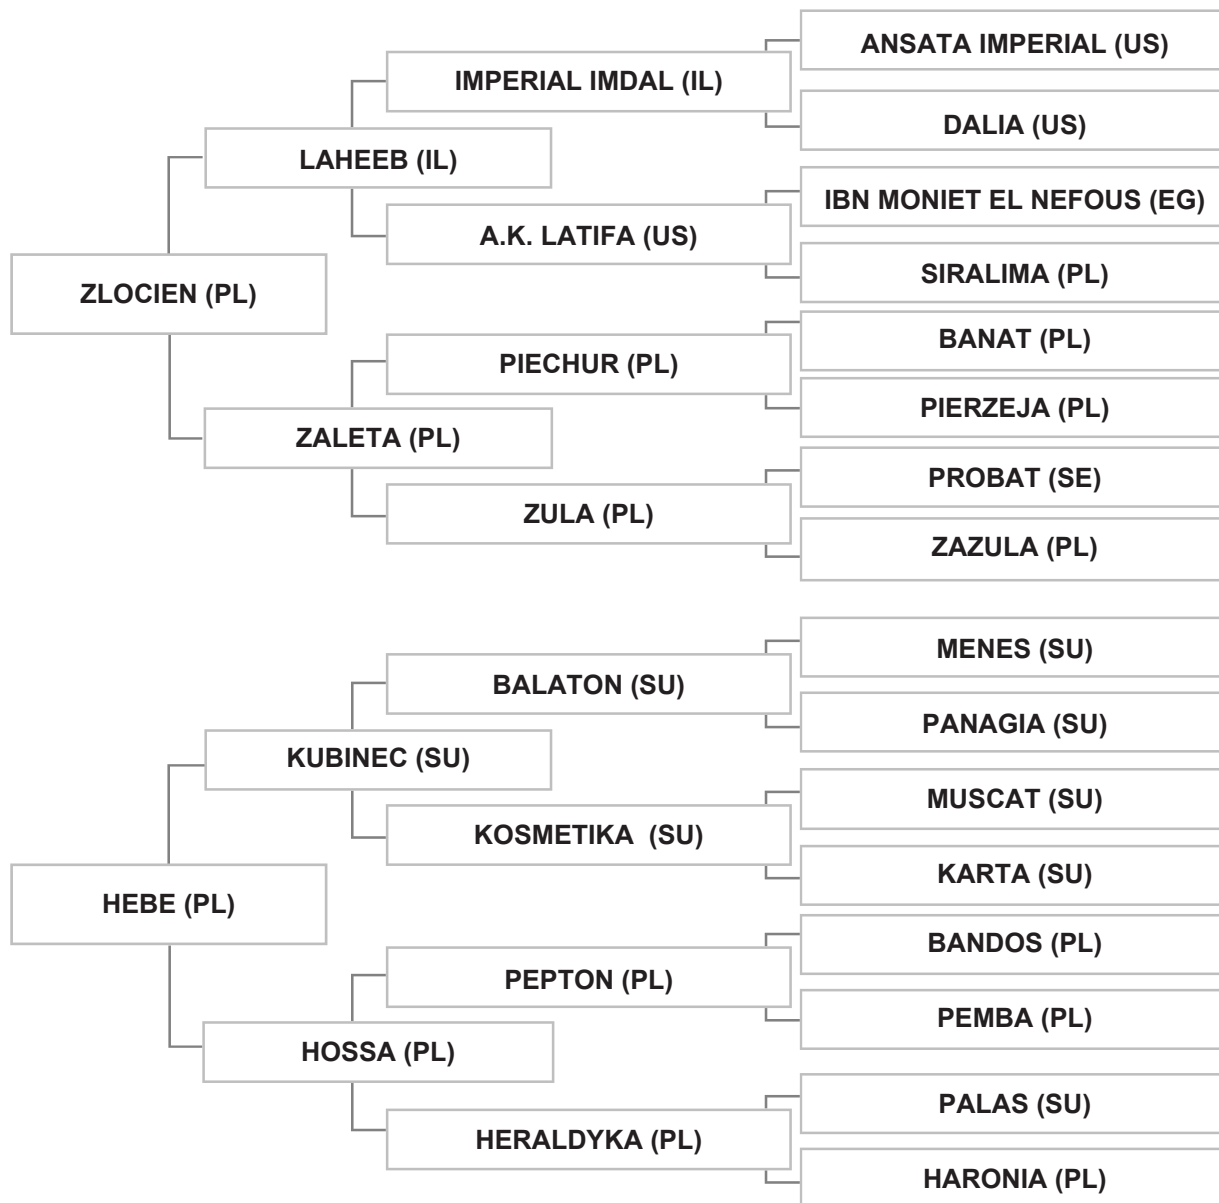 ANSATA IMPERIAL (US)
IMPERIAL IMDAL (IL)
DALIA (US)
LAHEEB (IL)
IBN MONIET EL NEFOUS (EG)
A.K. LATIFA (US)
SIRALIMA (PL)
ZLOCIEN (PL)
BANAT (PL)
PIECHUR (PL)
PIERZEJA (PL)
ZALETA (PL)
PROBAT (SE)
ZULA (PL)
ZAZULA (PL)
MENES (SU)
BALATON (SU)
PANAGIA (SU)
KUBINEC (SU)
MUSCAT (SU)
KOSMETIKA (SU)
KARTA (SU)
HEBE (PL)
BANDOS (PL)
PEPTON (PL)
PEMBA (PL)
HOSSA (PL)
PALAS (SU)
HERALDYKA (PL)
HARONIA (PL)